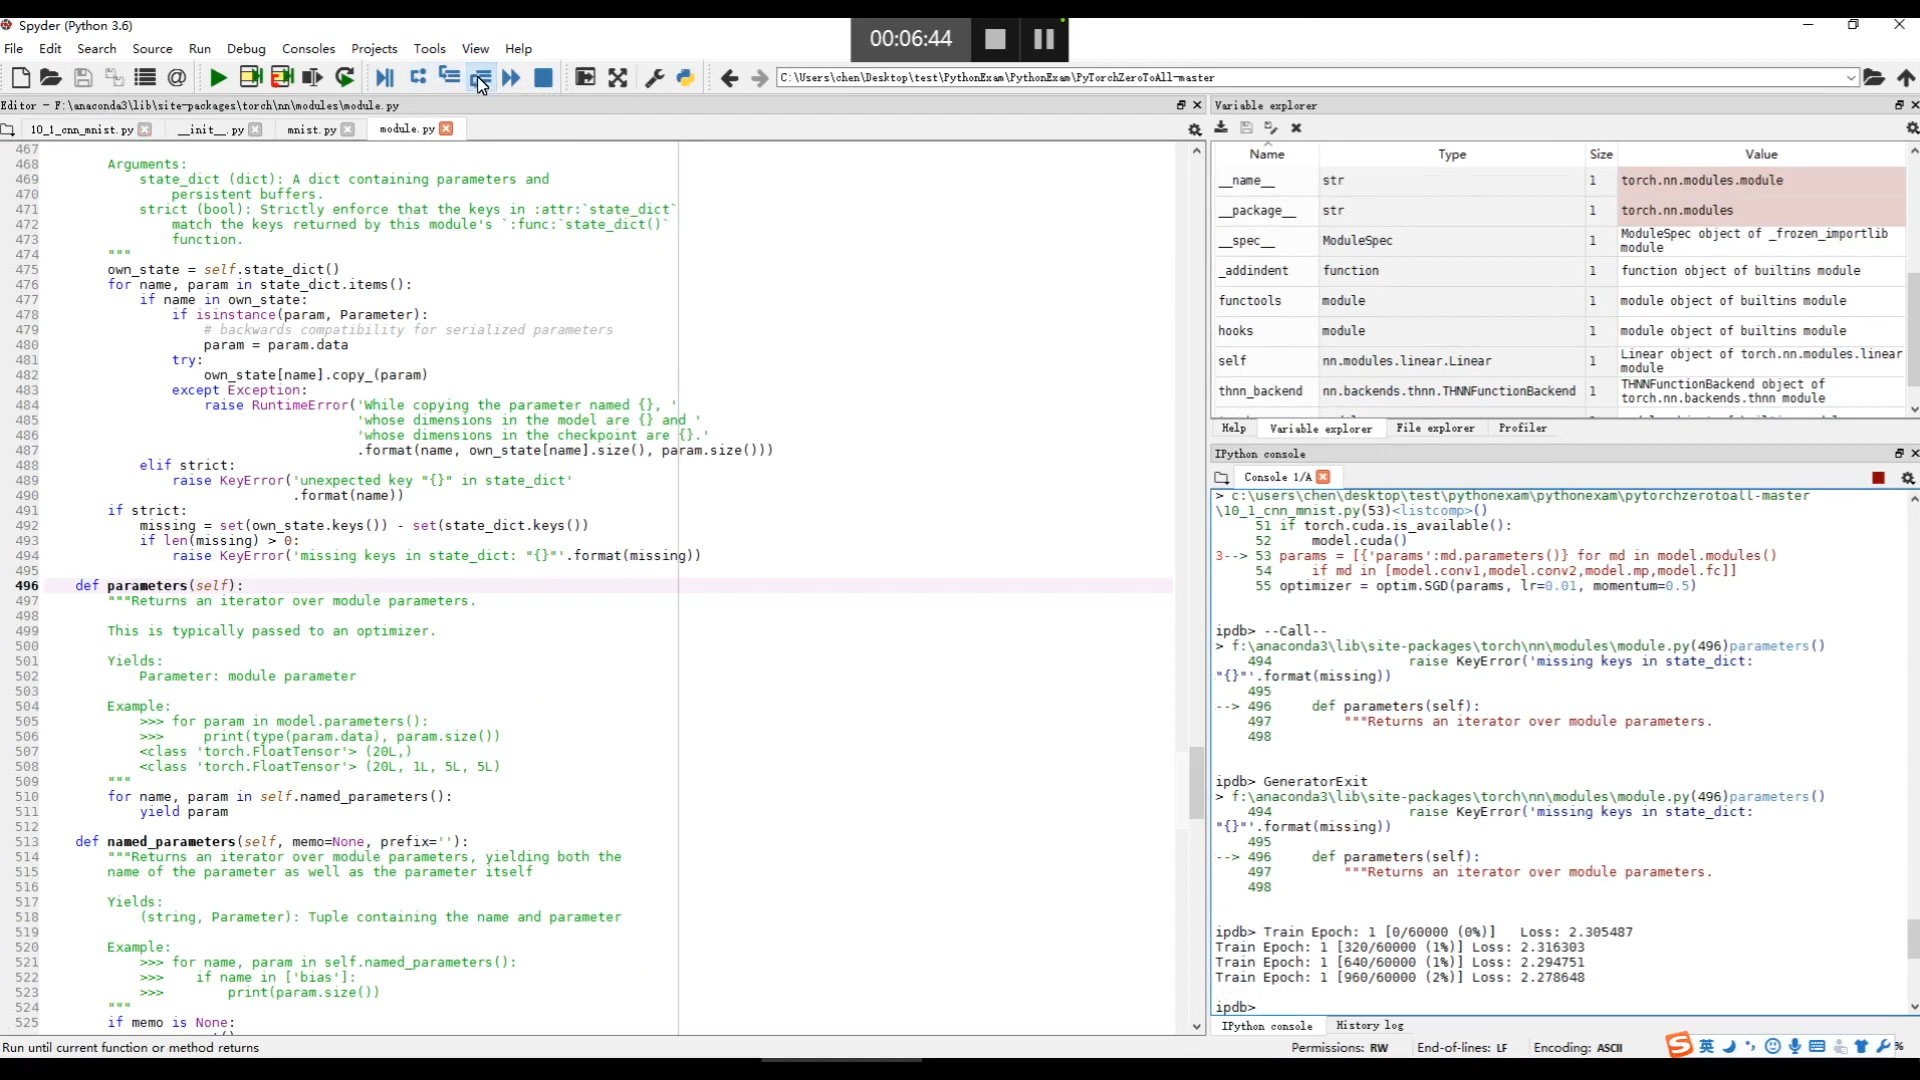 Spyder (Python 3.6)
00:06:44
File Edit Search Source Run Debug Consoles Projects Tools View Help
C:\Users\chen\Desktop\test\PythonExam\PythonExam\PyTorchZeroToAll-master
Editor - F:\anaconda3\lib\site-packages\torch\nn\modules\module.py
10_1_cnn_mnist.py __init__.py mnist.py module.py
467
468 Arguments:
469 state_dict (dict): A dict containing parameters and
470 persistent buffers.
471 strict (bool): Strictly enforce that the keys in :attr:`state_dict`
472 match the keys returned by this module's `:func:`state_dict()`
473 function.
474 """
475 own_state = self.state_dict()
476 for name, param in state_dict.items():
477 if name in own_state:
478 if isinstance(param, Parameter):
479 # backwards compatibility for serialized parameters
480 param = param.data
481 try:
482 own_state[name].copy_(param)
483 except Exception:
484 raise RuntimeError('While copying the parameter named {}, '
485 'whose dimensions in the model are {} and '
486 'whose dimensions in the checkpoint are {}.'
487 .format(name, own_state[name].size(), param.size()))
488 elif strict:
489 raise KeyError('unexpected key "{}" in state_dict'
490 .format(name))
491 if strict:
492 missing = set(own_state.keys()) - set(state_dict.keys())
493 if len(missing) > 0:
494 raise KeyError('missing keys in state_dict: "{}"'.format(missing))
495
496 def parameters(self):
497 """Returns an iterator over module parameters.
498
499 This is typically passed to an optimizer.
500
501 Yields:
502 Parameter: module parameter
503
504 Example:
505 >>> for param in model.parameters():
506 >>> print(type(param.data), param.size())
507 <class 'torch.FloatTensor'> (20L,)
508 <class 'torch.FloatTensor'> (20L, 1L, 5L, 5L)
509 """
510 for name, param in self.named_parameters():
511 yield param
512
513 def named_parameters(self, memo=None, prefix=''):
514 """Returns an iterator over module parameters, yielding both the
515 name of the parameter as well as the parameter itself
516
517 Yields:
518 (string, Parameter): Tuple containing the name and parameter
519
520 Example:
521 >>> for name, param in self.named_parameters():
522 >>> if name in ['bias']:
523 >>> print(param.size())
524 """
525 if memo is None:
Variable explorer
Name Type Size Value
__name__ str 1 torch.nn.modules.module
__package__ str 1 torch.nn.modules
__spec__ ModuleSpec 1 ModuleSpec object of _frozen_importlib
module
_addindent function 1 function object of builtins module
functools module 1 module object of builtins module
hooks module 1 module object of builtins module
self nn.modules.linear.Linear 1 Linear object of torch.nn.modules.linear
module
thnn_backend nn.backends.thnn.THNNFunctionBackend 1 THNNFunctionBackend object of
torch.nn.backends.thnn module
Help Variable explorer File explorer Profiler
IPython console
Console 1/A
> c:\users\chen\desktop\test\pythonexam\pythonexam\pytorchzerotoall-master
\10_1_cnn_mnist.py(53)<listcomp>()
51 if torch.cuda.is_available():
52 model.cuda()
3--> 53 params = [{'params':md.parameters()} for md in model.modules()
54 if md in [model.conv1,model.conv2,model.mp,model.fc]]
55 optimizer = optim.SGD(params, lr=0.01, momentum=0.5)
ipdb> --Call--
> f:\anaconda3\lib\site-packages\torch\nn\modules\module.py(496)parameters()
494 raise KeyError('missing keys in state_dict:
"{}"'.format(missing))
495
--> 496 def parameters(self):
497 """Returns an iterator over module parameters.
498
ipdb> GeneratorExit
> f:\anaconda3\lib\site-packages\torch\nn\modules\module.py(496)parameters()
494 raise KeyError('missing keys in state_dict:
"{}"'.format(missing))
495
--> 496 def parameters(self):
497 """Returns an iterator over module parameters.
498
ipdb> Train Epoch: 1 [0/60000 (0%)] Loss: 2.305487
Train Epoch: 1 [320/60000 (1%)] Loss: 2.316303
Train Epoch: 1 [640/60000 (1%)] Loss: 2.294751
Train Epoch: 1 [960/60000 (2%)] Loss: 2.278648
ipdb>
IPython console History log
Run until current function or method returns
Permissions: RW End-of-lines: LF Encoding: ASCII
英
%